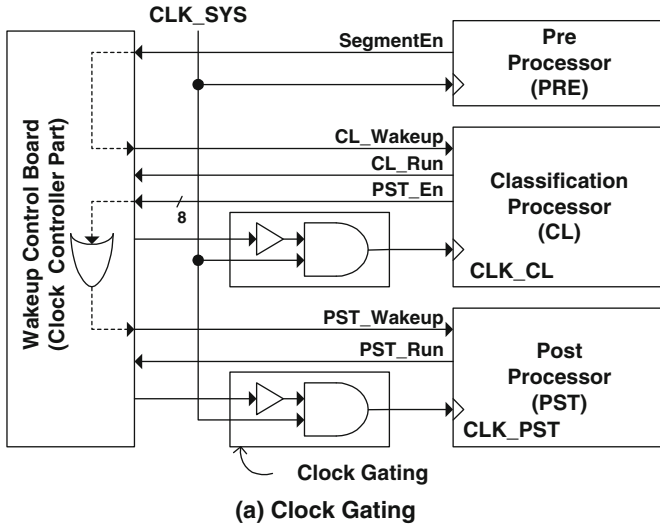 CLK_SYS
SegmentEn
Pre
Processor
(PRE)
Wakeup Control Board
(Clock Controller Part)
CL_Wakeup
CL_Run
PST_En
8
Classification
Processor
(CL)
CLK_CL
PST_Wakeup
PST_Run
Post
Processor
(PST)
CLK_PST
Clock Gating
(a) Clock Gating